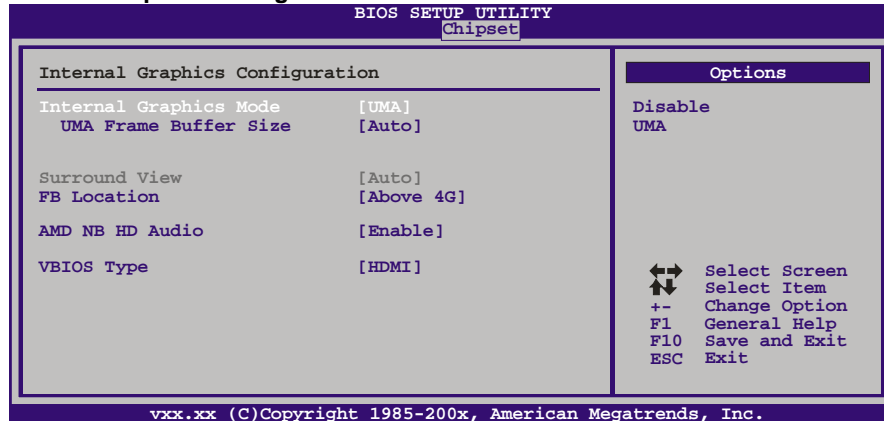 BIOS SETUP UTILITY
Chipset
Internal Graphics Configuration
Internal Graphics Mode [UMA]
UMA Frame Buffer Size [Auto]
Surround View [Auto]
FB Location [Above 4G]
AMD NB HD Audio [Enable]
VBIOS Type [HDMI]
Options
Disable
UMA
Select Screen
Select Item
+- Change Option
F1 General Help
F10 Save and Exit
ESC Exit
vxx.xx (C)Copyright 1985-200x, American Megatrends, Inc.